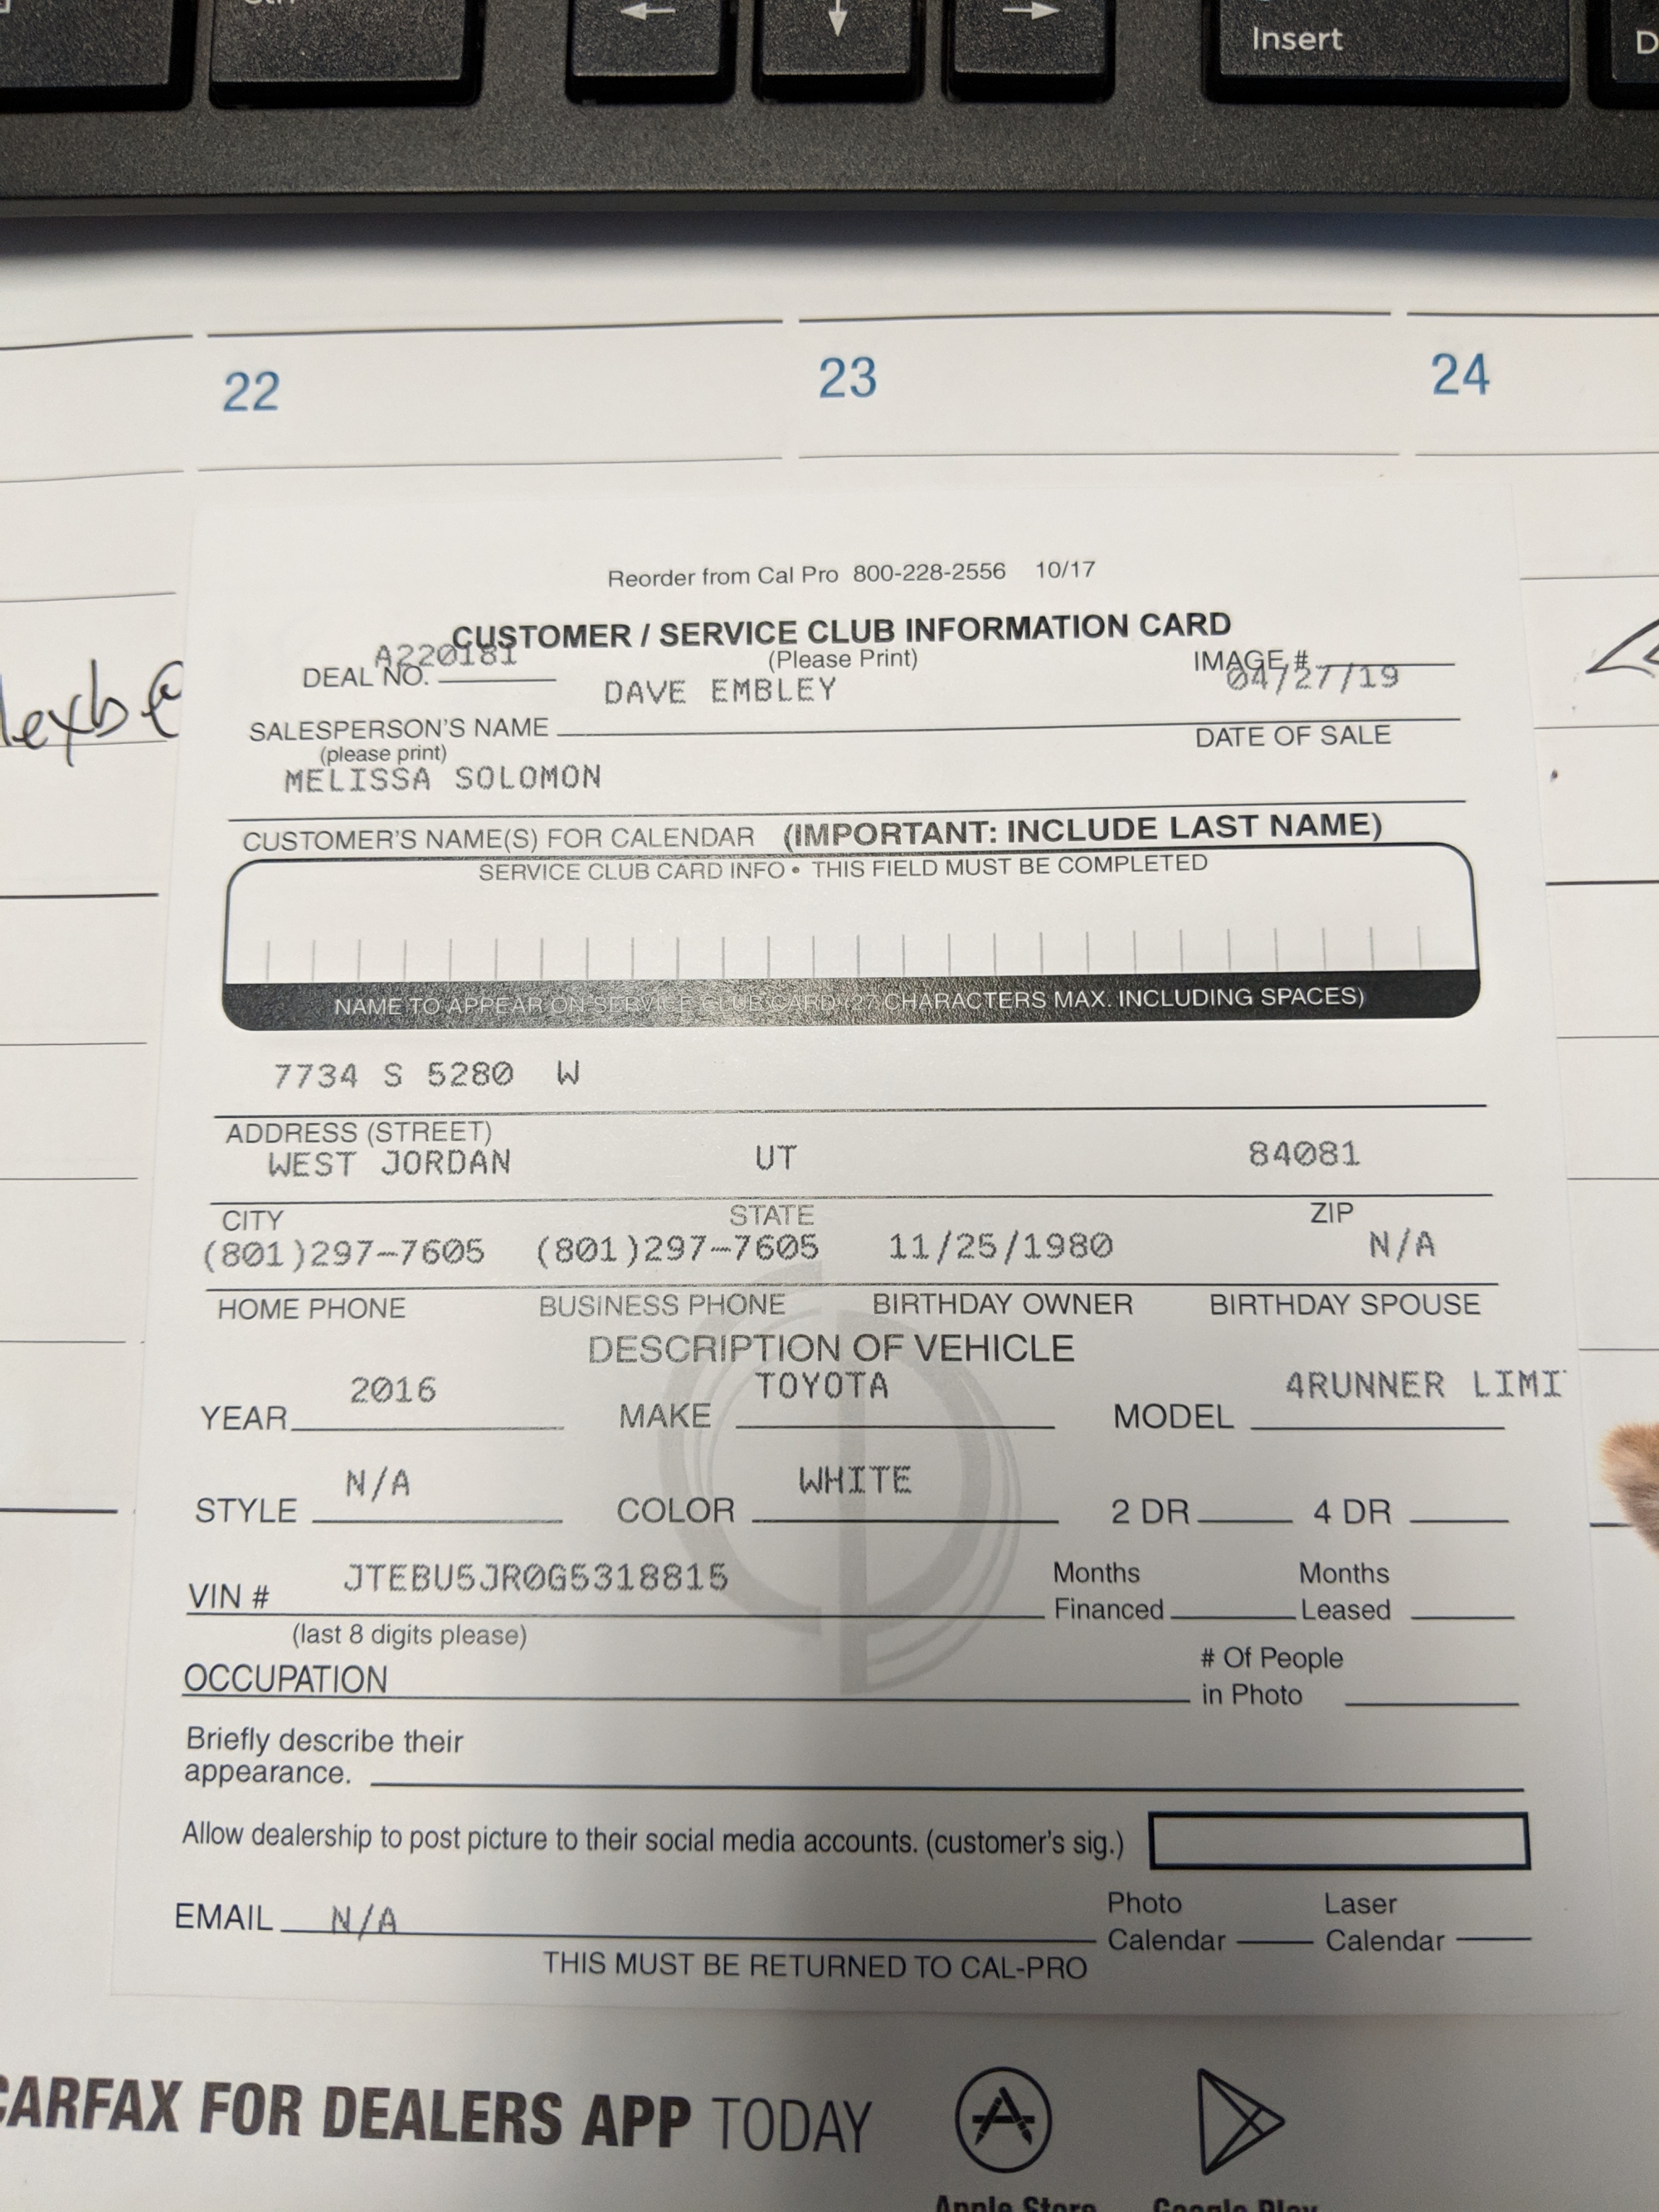 Insert
22 23 24
Reorder from Cal Pro 800-228-2556 10/17
CUSTOMER / SERVICE CLUB INFORMATION CARD
A220181
DEAL NO. (Please Print) IMAGE #
DAVE EMBLEY 04/27/19
SALESPERSON'S NAME DATE OF SALE
(please print)
MELISSA SOLOMON
CUSTOMER'S NAME(S) FOR CALENDAR (IMPORTANT: INCLUDE LAST NAME)
SERVICE CLUB CARD INFO • THIS FIELD MUST BE COMPLETED
NAME TO APPEAR ON SERVICE CLUB CARD (27 CHARACTERS MAX. INCLUDING SPACES)
7734 S 5280 W
ADDRESS (STREET)
WEST JORDAN UT 84081
CITY STATE ZIP
(801)297-7605 (801)297-7605 11/25/1980 N/A
HOME PHONE BUSINESS PHONE BIRTHDAY OWNER BIRTHDAY SPOUSE
DESCRIPTION OF VEHICLE
2016 TOYOTA 4RUNNER LIMI
YEAR MAKE MODEL
N/A WHITE
STYLE COLOR 2 DR 4 DR
JTEBU5JR0G5318815
VIN # Months Financed Months Leased
(last 8 digits please)
OCCUPATION # Of People in Photo
Briefly describe their
appearance.
Allow dealership to post picture to their social media accounts. (customer's sig.)
EMAIL N/A Photo Calendar Laser Calendar
THIS MUST BE RETURNED TO CAL-PRO
CARFAX FOR DEALERS APP TODAY
Apple Store Google Play